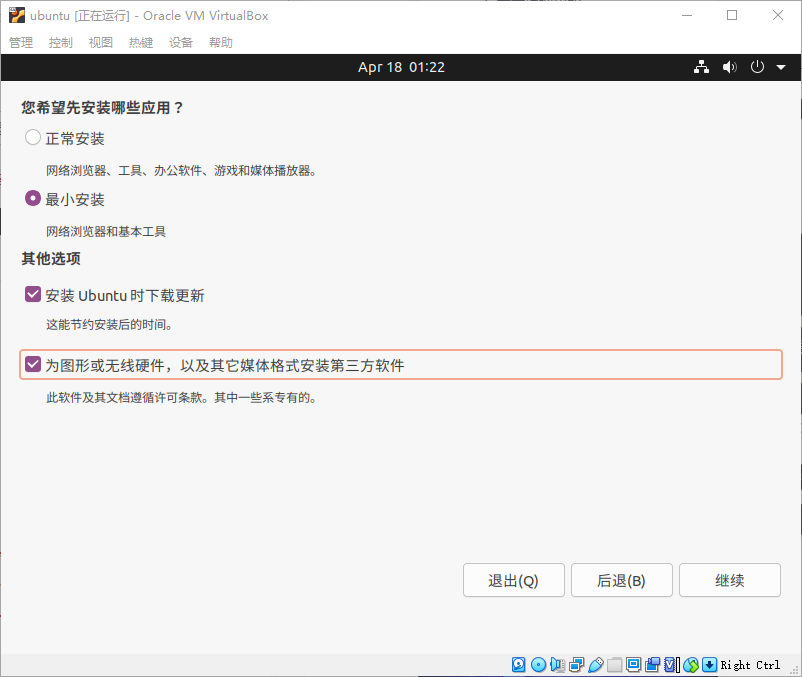 ubuntu [正在运行] - Oracle VM VirtualBox
管理 控制 视图 热键 设备 帮助
Apr 18 01:22
您希望先安装哪些应用？
正常安装
网络浏览器、工具、办公软件、游戏和媒体播放器。
最小安装
网络浏览器和基本工具
其他选项
安装 Ubuntu 时下载更新
这能节约安装后的时间。
为图形或无线硬件，以及其它媒体格式安装第三方软件
此软件及其文档遵循许可条款。其中一些系专有的。
退出(Q) 后退(B) 继续
Right Ctrl